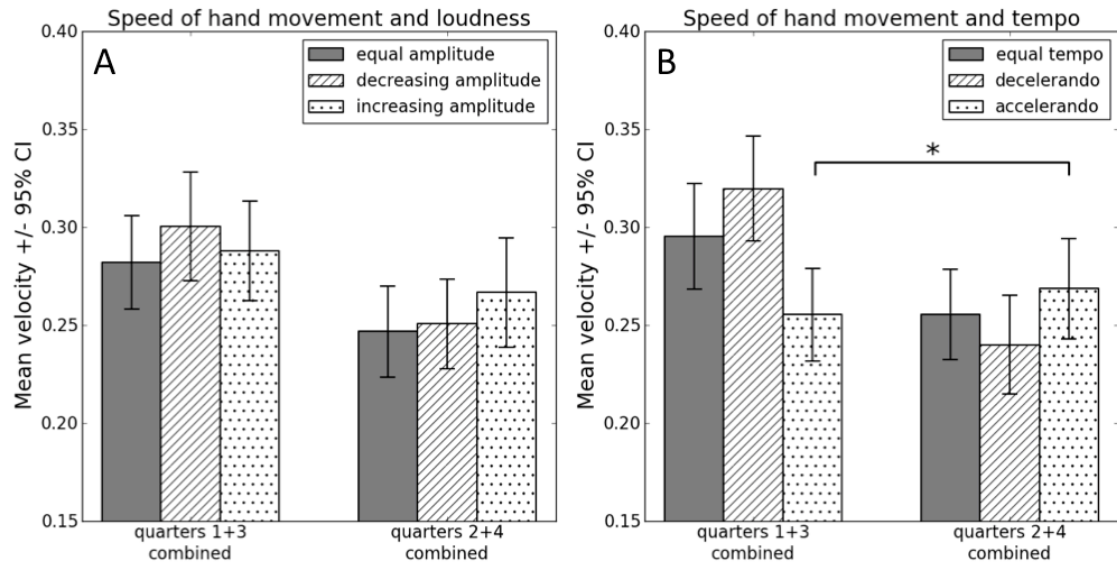 Speed of hand movement and loudness
A
equal amplitude
decreasing amplitude
increasing amplitude
Mean velocity +/- 95% CI
0.40
0.35
0.30
0.25
0.20
0.15
quarters 1+3
combined
quarters 2+4
combined
Speed of hand movement and tempo
B
equal tempo
decelerando
accelerando
*
Mean velocity +/- 95% CI
0.40
0.35
0.30
0.25
0.20
0.15
quarters 1+3
combined
quarters 2+4
combined